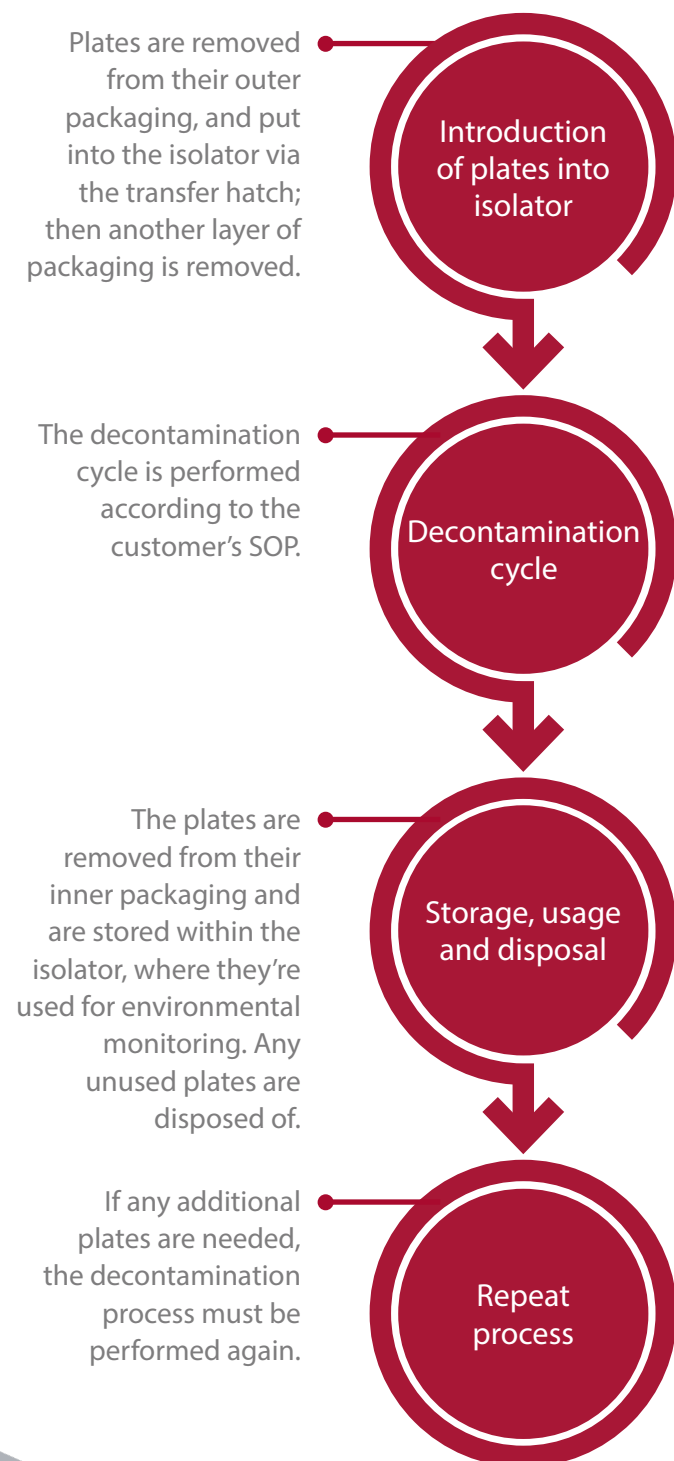 Plates are removed
from their outer
packaging, and put
into the isolator via
the transfer hatch;
then another layer of
packaging is removed.
Introduction
of plates into
isolator
The decontamination
cycle is performed
according to the
customer’s SOP.
Decontamination
cycle
The plates are
removed from their
inner packaging and
are stored within the
isolator, where they’re
used for environmental
monitoring. Any
unused plates are
disposed of.
Storage, usage
and disposal
If any additional
plates are needed,
the decontamination
process must be
performed again.
Repeat
process